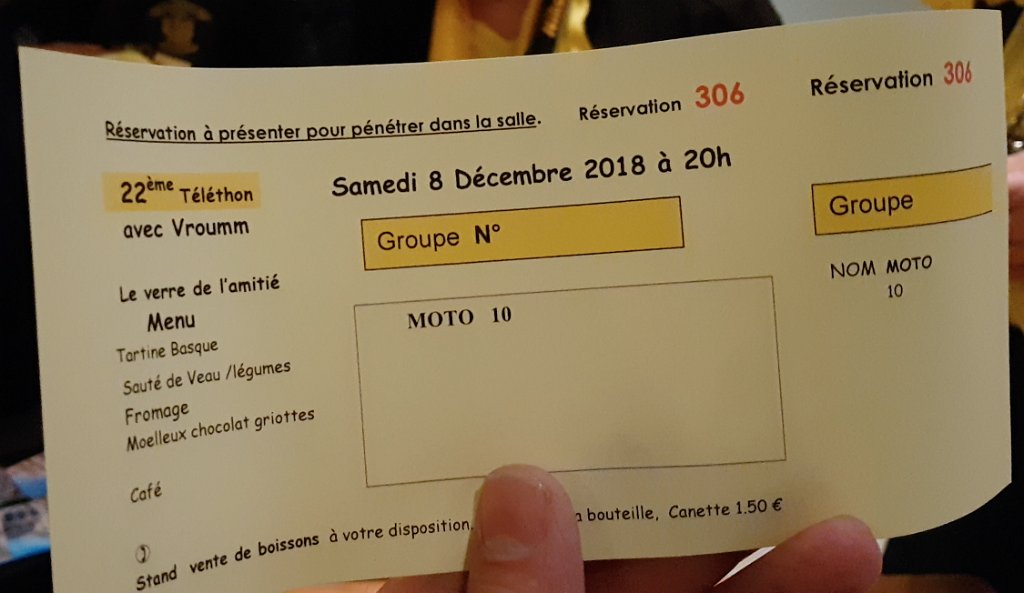 Réservation à présenter pour pénétrer dans la salle.
Réservation 306
Réservation 306
22ème Téléthon
avec Vroumm
Samedi 8 Décembre 2018 à 20h
Groupe N°
Groupe
NOM MOTO
10
MOTO 10
Le verre de l'amitié
Menu
Tartine Basque
Sauté de Veau /légumes
Fromage
Moelleux chocolat griottes
Café
Stand vente de boissons à votre disposition, bouteille, Canette 1.50 €